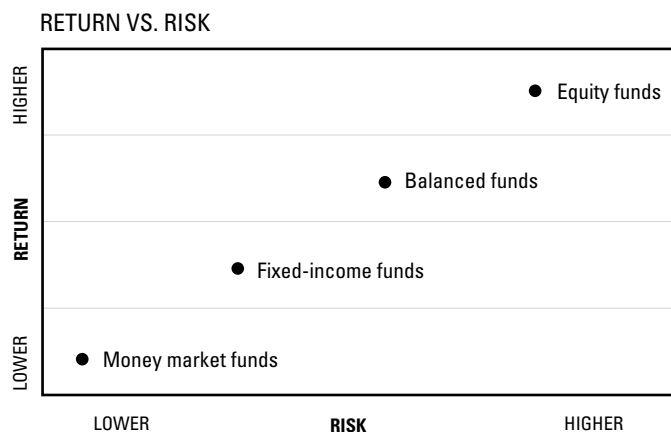 RETURN VS. RISK
HIGHER
Equity funds
Balanced funds
RETURN
Fixed-income funds
LOWER
Money market funds
LOWER
RISK
HIGHER